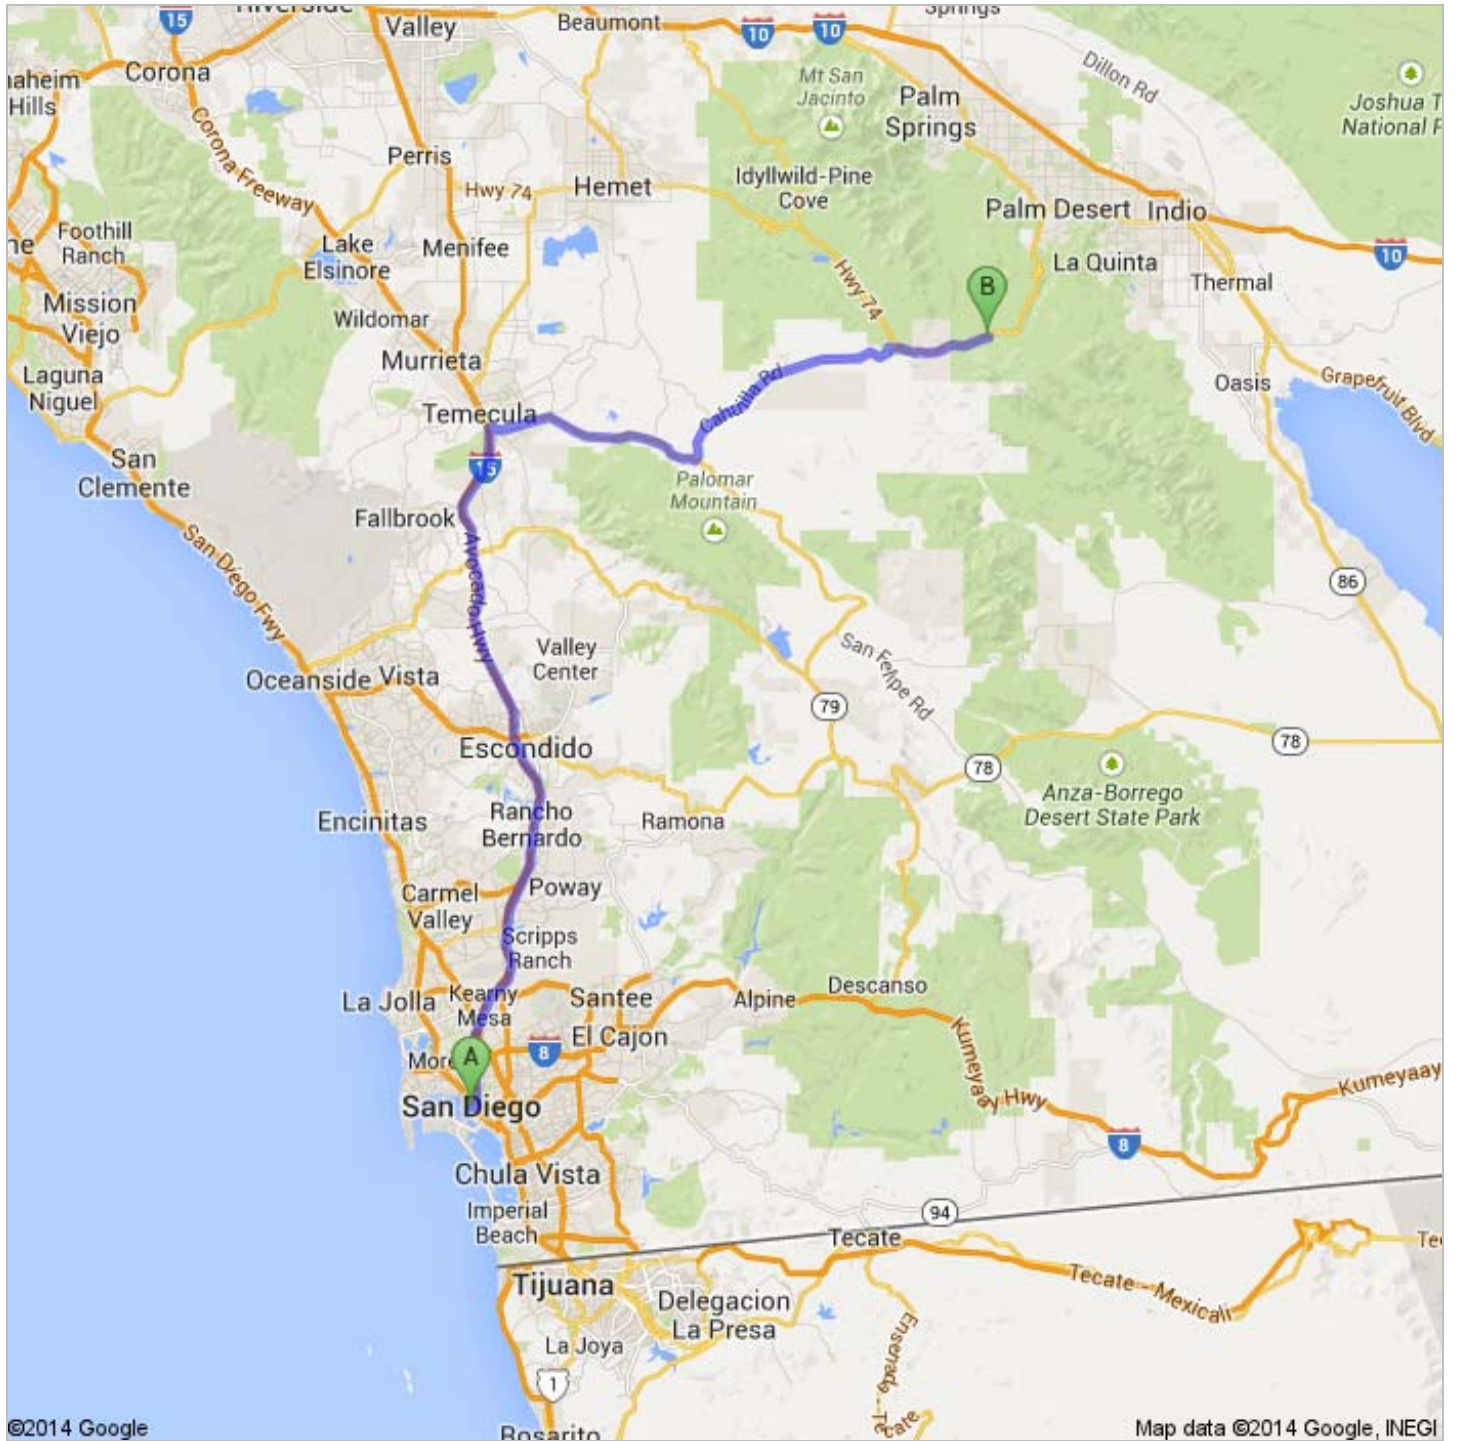 Riverside
Springs
15
Valley
Beaumont
10
10
Corona
Dillon Rd
naheim
Hills
Mt San
Jacinto
Palm
Springs
Joshua T
National F
Corona Freeway
Perris
Hwy 74
Hemet
Idyllwild-Pine
Cove
Palm Desert
Indio
ne
Foothill
Ranch
Lake
Elsinore
Menifee
10
La Quinta
Thermal
Hwy 74
B
Mission
Viejo
Wildomar
Murrieta
Laguna
Niguel
Cahuilla Rd
Oasis
Grapefruit Blvd
Temecula
15
San
Clemente
Palomar
Mountain
Fallbrook
San Diego Fwy
Avocado Hwy
86
Valley
Center
San Felipe Rd
Oceanside
Vista
79
Escondido
78
78
Anza-Borrego
Desert State Park
Encinitas
Rancho
Bernardo
Ramona
Carmel
Valley
Poway
Scripps
Ranch
La Jolla
Kearny
Mesa
Santee
Alpine
Descanso
El Cajon
More
A
8
Kumeyaay Hwy
Kumeyaay
San Diego
8
Chula Vista
Imperial
Beach
94
Tecate
Te
Tijuana
Tecate - Mexicali
Delegacion
La Presa
La Joya
Ensenada - Tecate
1
Rosarito
©2014 Google
Map data ©2014 Google, INEGI